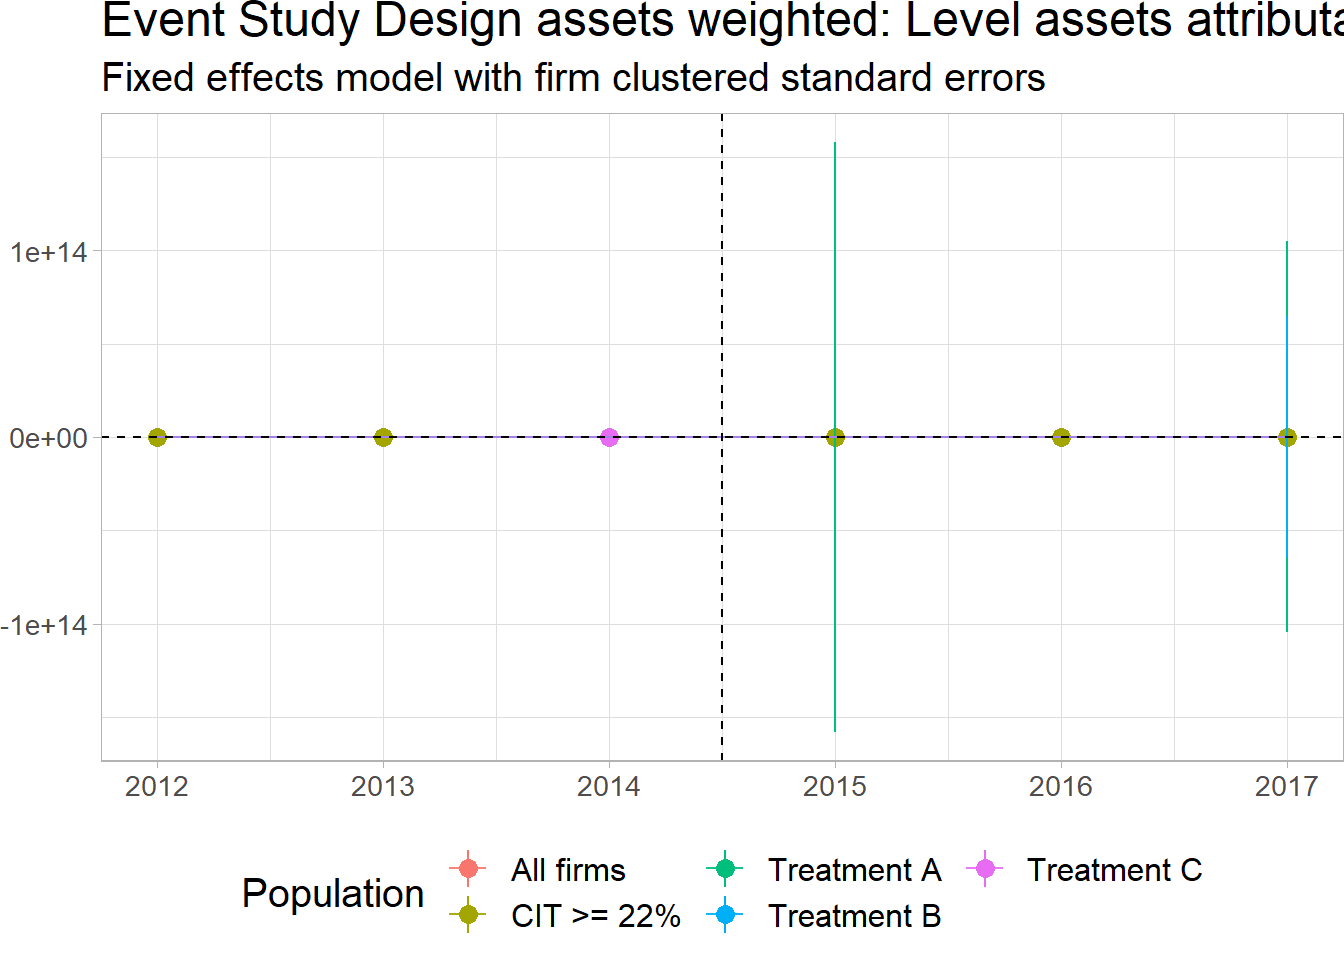 Event Study Design assets weighted: Level assets
Fixed effects model with firm clustered standard errors
1e+14
0e+00
-1e+14
2012 2013 2014 2015 2016 2017
Population
All firms
Treatment A
Treatment C
CIT >= 22%
Treatment B